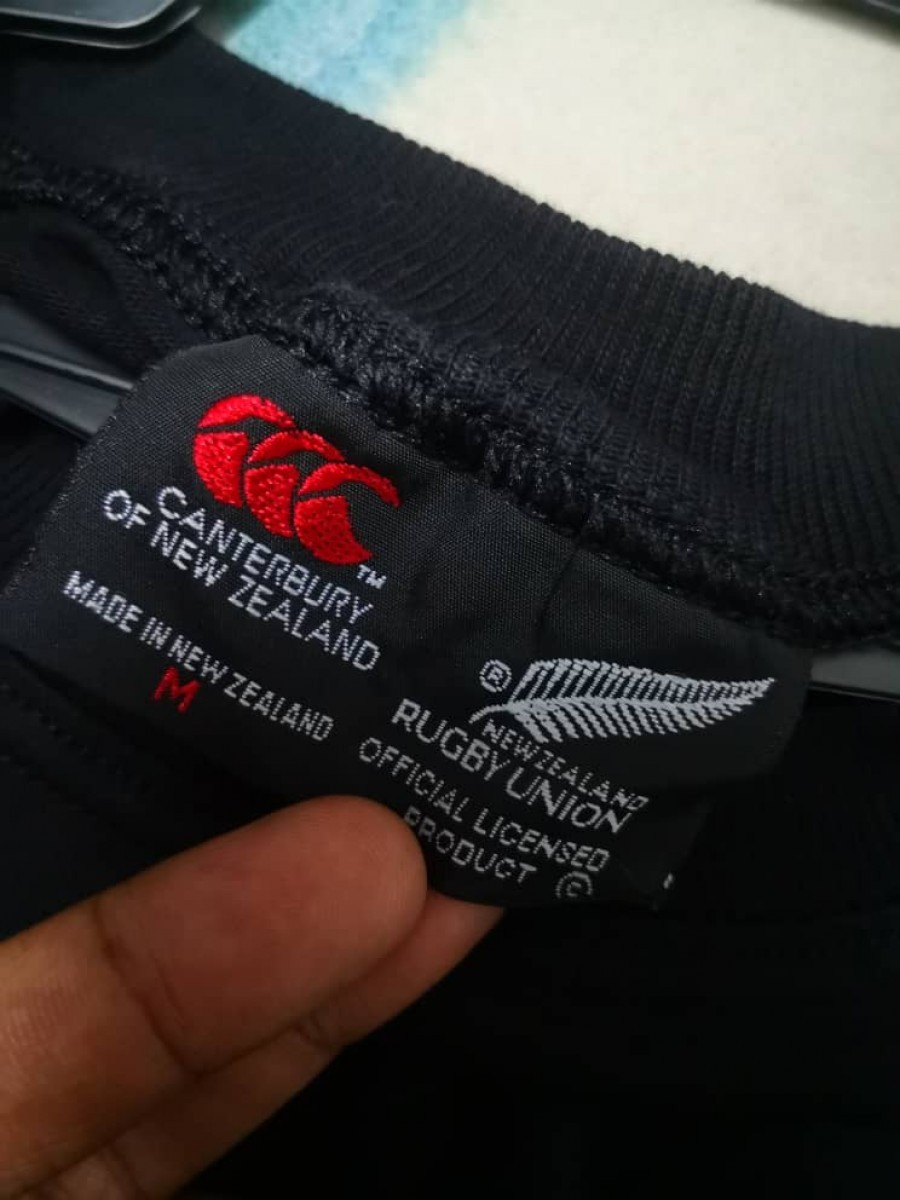 CANTERBURY™
OF NEW ZEALAND
MADE IN NEW ZEALAND
M
®
NEW ZEALAND
RUGBY UNION
OFFICIAL LICENSED
PRODUCT ©